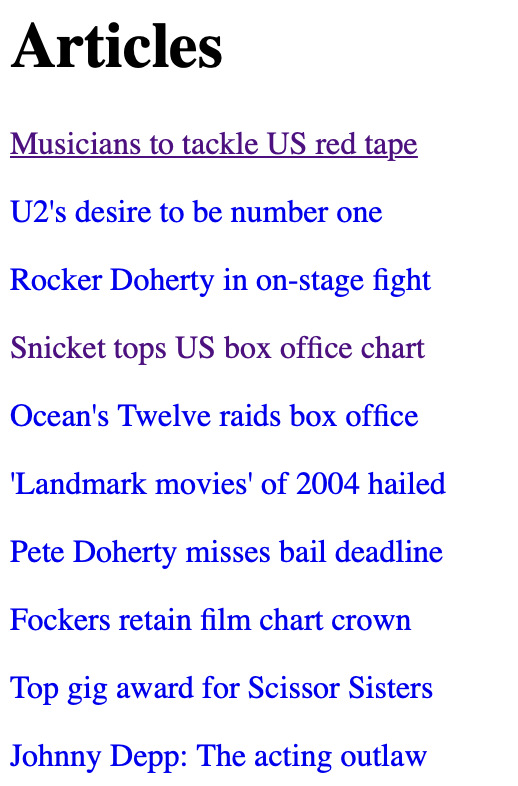 Articles
Musicians to tackle US red tape
U2's desire to be number one
Rocker Doherty in on-stage fight
Snicket tops US box office chart
Ocean's Twelve raids box office
'Landmark movies' of 2004 hailed
Pete Doherty misses bail deadline
Fockers retain film chart crown
Top gig award for Scissor Sisters
Johnny Depp: The acting outlaw